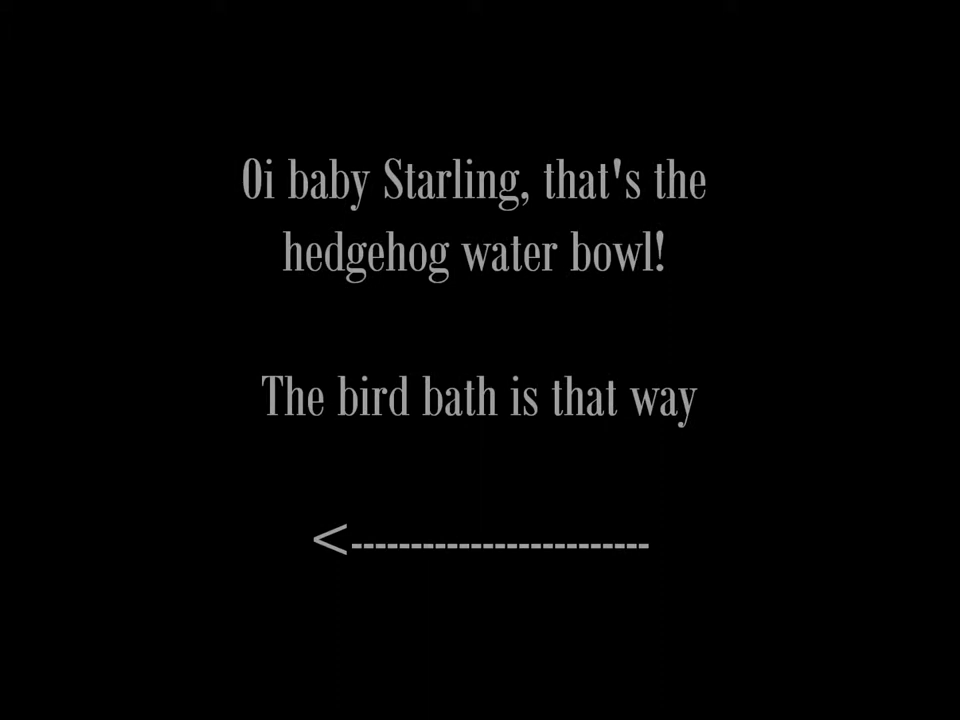 Oi baby Starling, that's the
hedgehog water bowl!
The bird bath is that way
<-------------------------